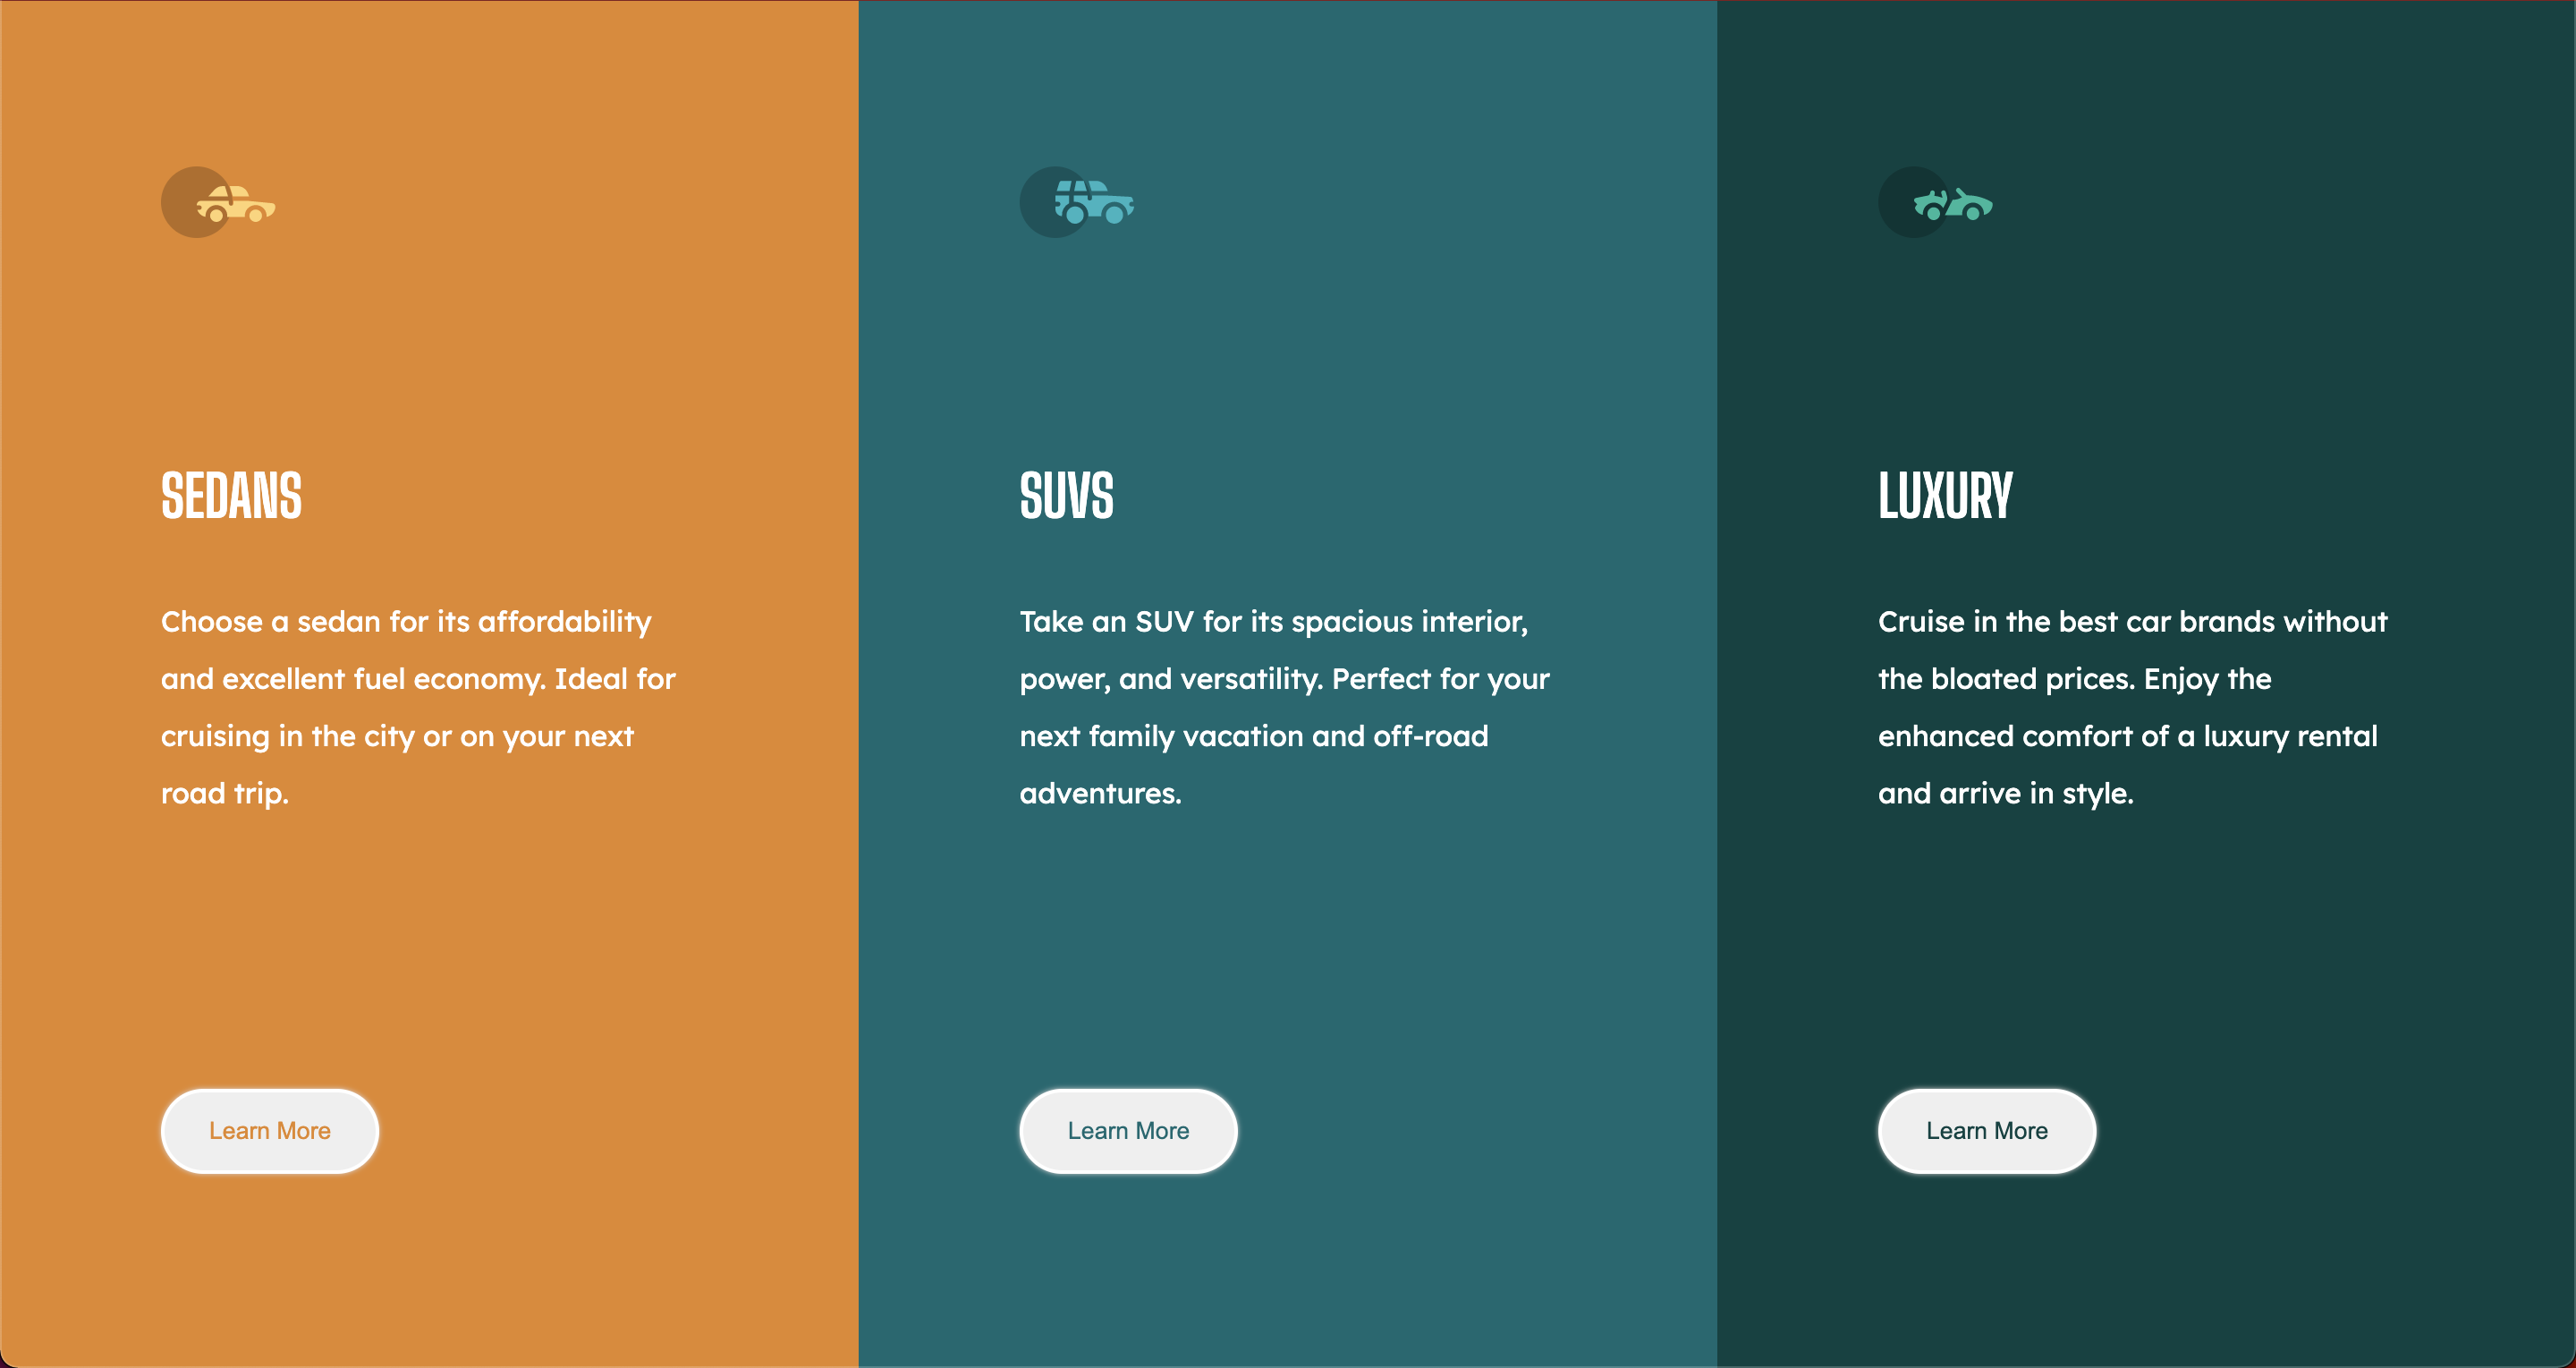 SEDANS
Choose a sedan for its affordability
and excellent fuel economy. Ideal for
cruising in the city or on your next
road trip.
Learn More
SUVS
Take an SUV for its spacious interior,
power, and versatility. Perfect for your
next family vacation and off-road
adventures.
Learn More
LUXURY
Cruise in the best car brands without
the bloated prices. Enjoy the
enhanced comfort of a luxury rental
and arrive in style.
Learn More